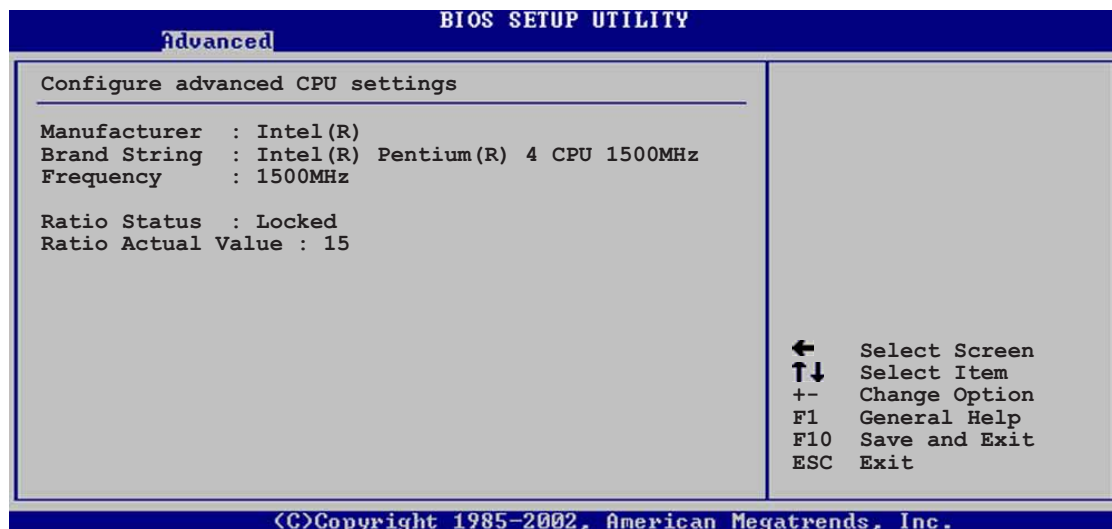 BIOS SETUP UTILITY
Advanced
Configure advanced CPU settings
Manufacturer : Intel(R)
Brand String : Intel(R) Pentium(R) 4 CPU 1500MHz
Frequency : 1500MHz
Ratio Status : Locked
Ratio Actual Value : 15
← Select Screen
↑↓ Select Item
+- Change Option
F1 General Help
F10 Save and Exit
ESC Exit
(C)Copyright 1985-2002, American Megatrends, Inc.